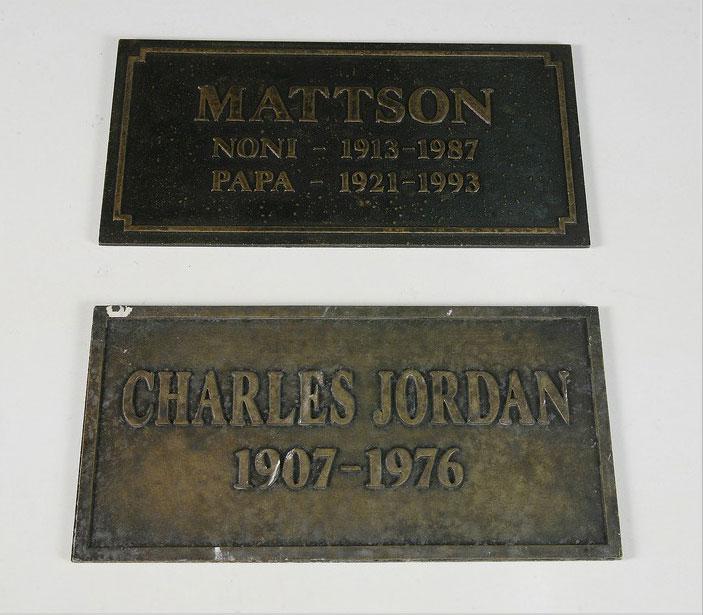 MATTSON
NONI - 1913-1987
PAPA - 1921-1993
CHARLES JORDAN
1907-1976